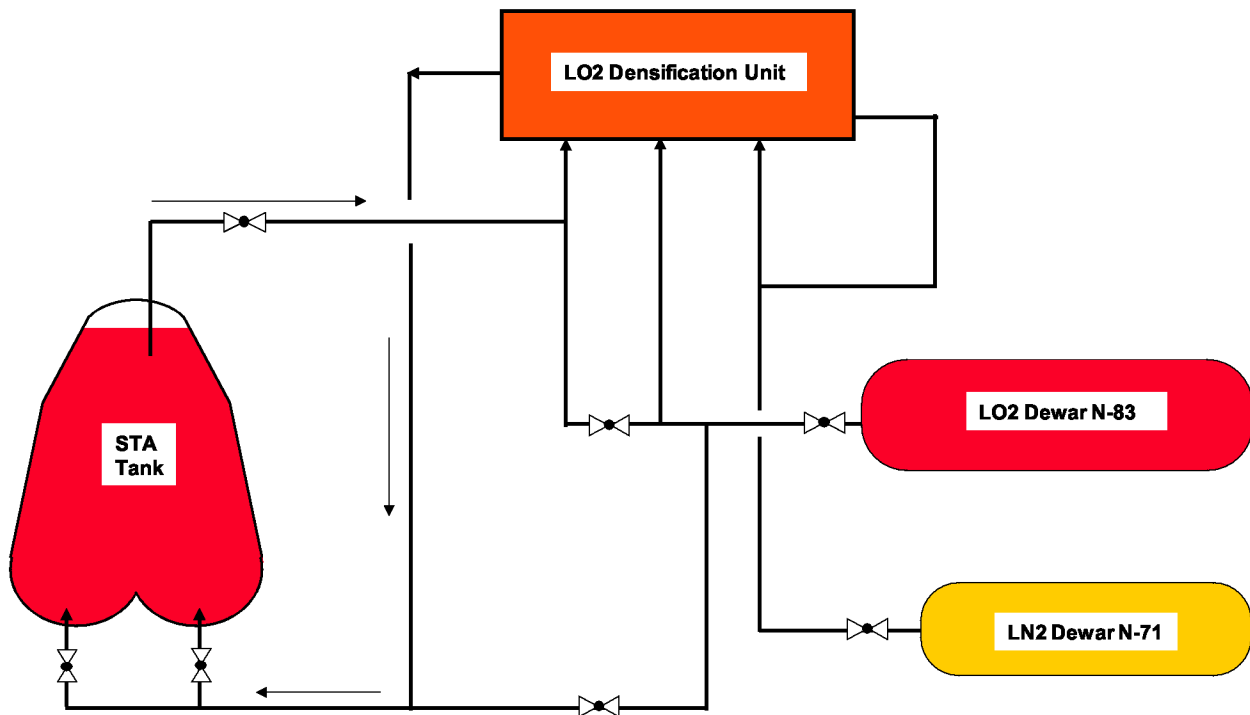 LO2 Densification Unit
LO2 Dewar N-83
STA
Tank
LN2 Dewar N-71